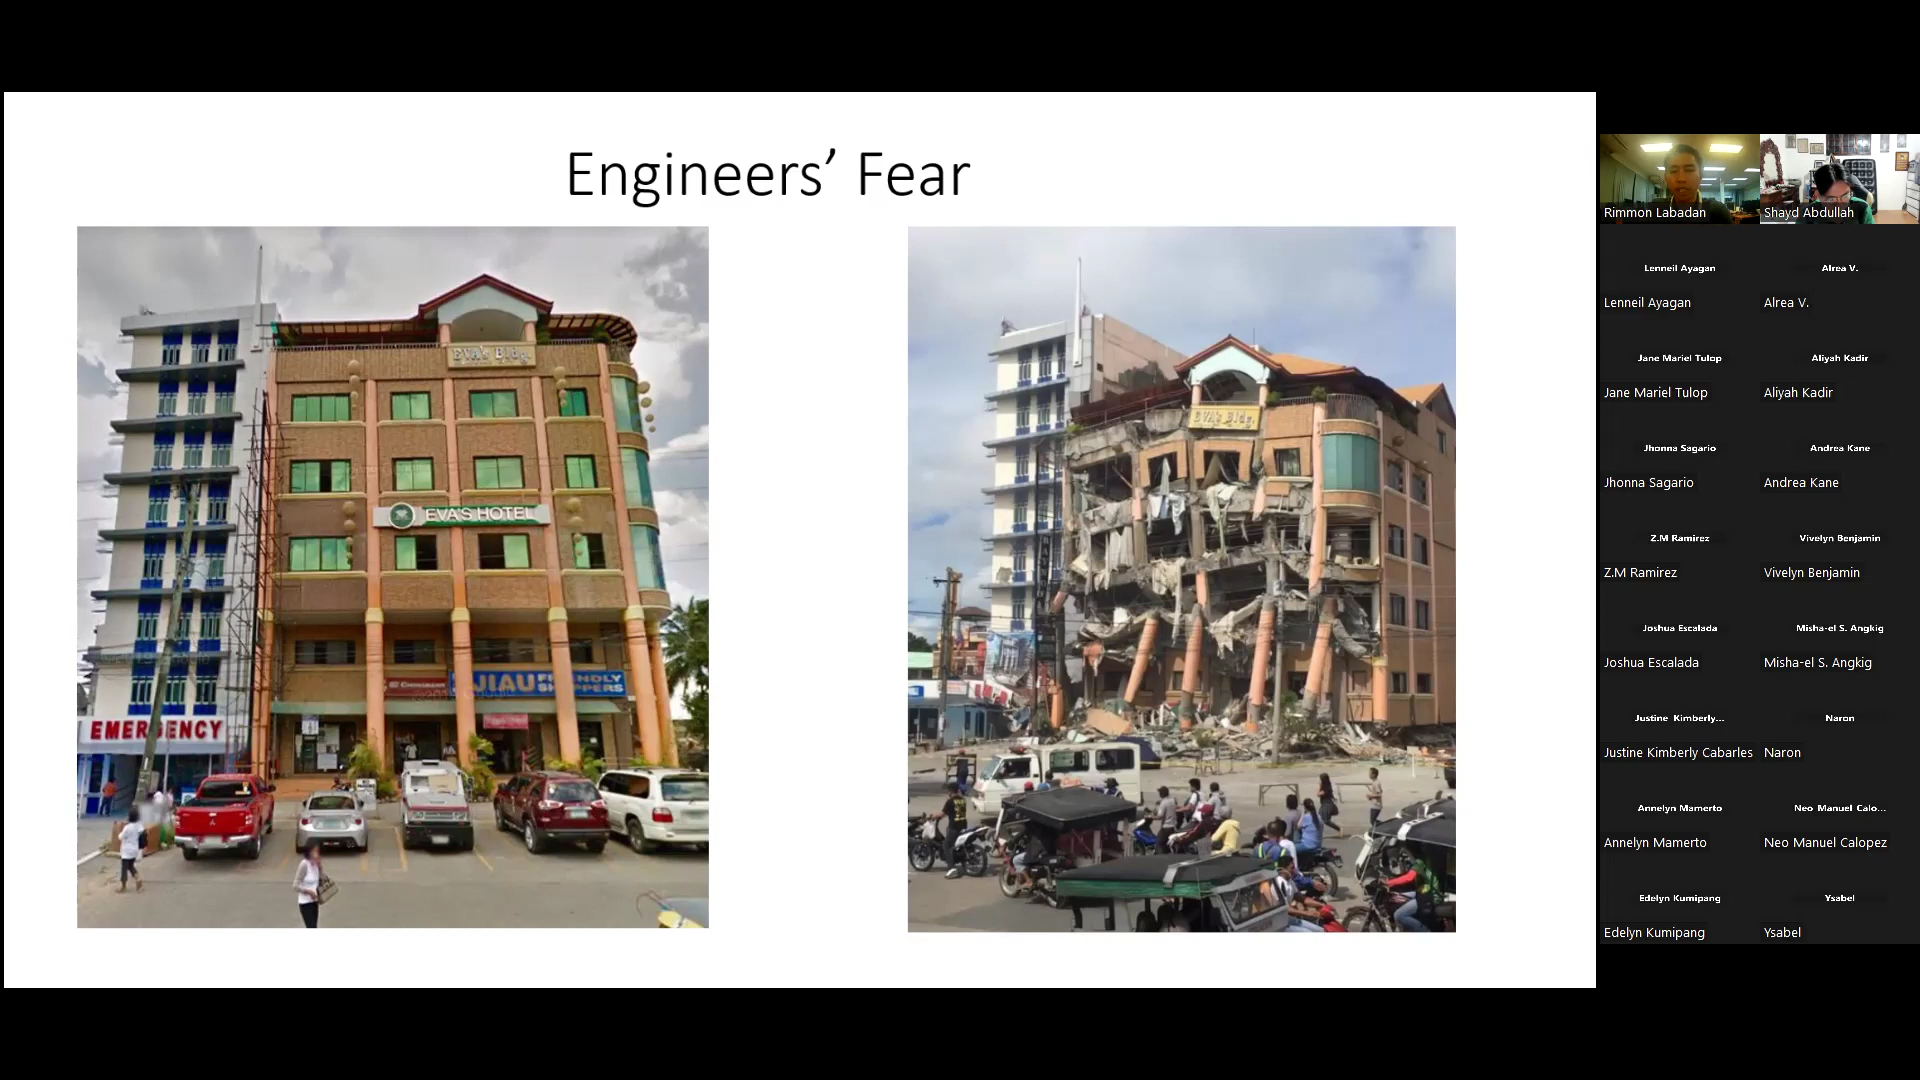 Engineers’ Fear
EVA's Bldg.
EVA'S HOTEL
JIAU FRIENDLY
SHOPPERS
EMERGENCY
EVA's Bldg.
Rimmon Labadan
Shayd Abdullah
Lenneil Ayagan
Alrea V.
Lenneil Ayagan
Alrea V.
Jane Mariel Tulop
Aliyah Kadir
Jane Mariel Tulop
Aliyah Kadir
Jhonna Sagario
Andrea Kane
Jhonna Sagario
Andrea Kane
Z.M Ramirez
Vivelyn Benjamin
Z.M Ramirez
Vivelyn Benjamin
Joshua Escalada
Misha-el S. Angkig
Joshua Escalada
Misha-el S. Angkig
Justine Kimberly...
Naron
Justine Kimberly Cabarles
Naron
Annelyn Mamerto
Neo Manuel Calo...
Annelyn Mamerto
Neo Manuel Calopez
Edelyn Kumipang
Ysabel
Edelyn Kumipang
Ysabel